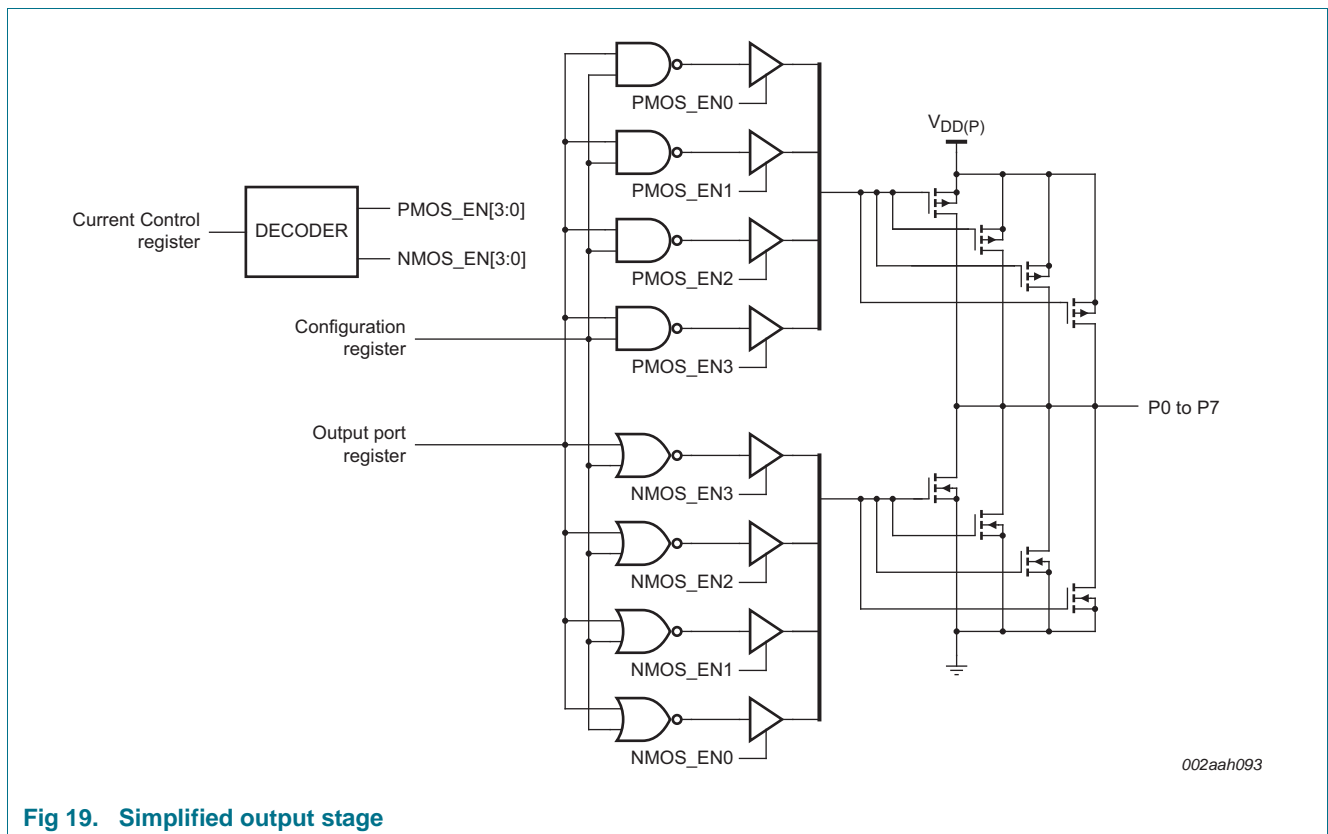 PMOS_EN0
V_DD(P)
PMOS_EN1
Current Control
register
DECODER
PMOS_EN[3:0]
NMOS_EN[3:0]
PMOS_EN2
Configuration
register
PMOS_EN3
P0 to P7
Output port
register
NMOS_EN3
NMOS_EN2
NMOS_EN1
NMOS_EN0
002aah093
Fig 19. Simplified output stage